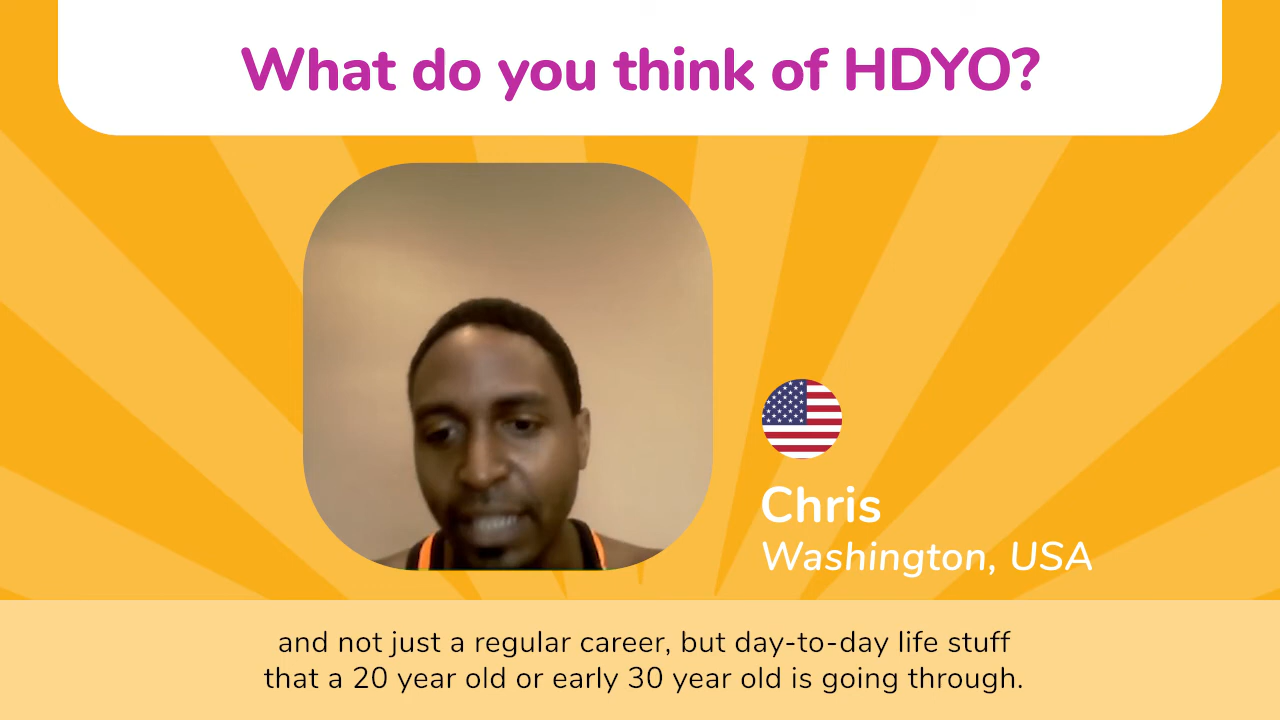 What do you think of HDYO?
Chris
Washington, USA
and not just a regular career, but day-to-day life stuff
that a 20 year old or early 30 year old is going through.